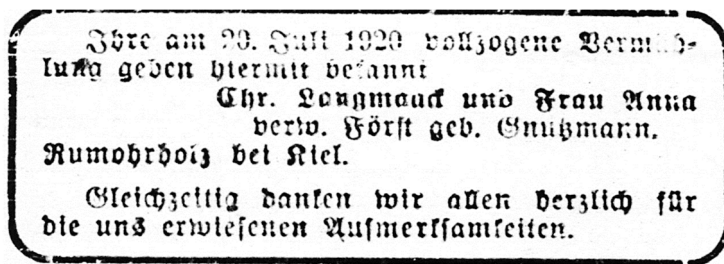 Ihre am 20. Juli 1920 vollzogene Vermäh-
lung geben hiermit bekannt
Chr. Langmaack und Frau Anna
verw. Först geb. Gnutzmann.
Rumohrholz bei Kiel.
Gleichzeitig danken wir allen herzlich für
die uns erwiesenen Aufmerksamkeiten.